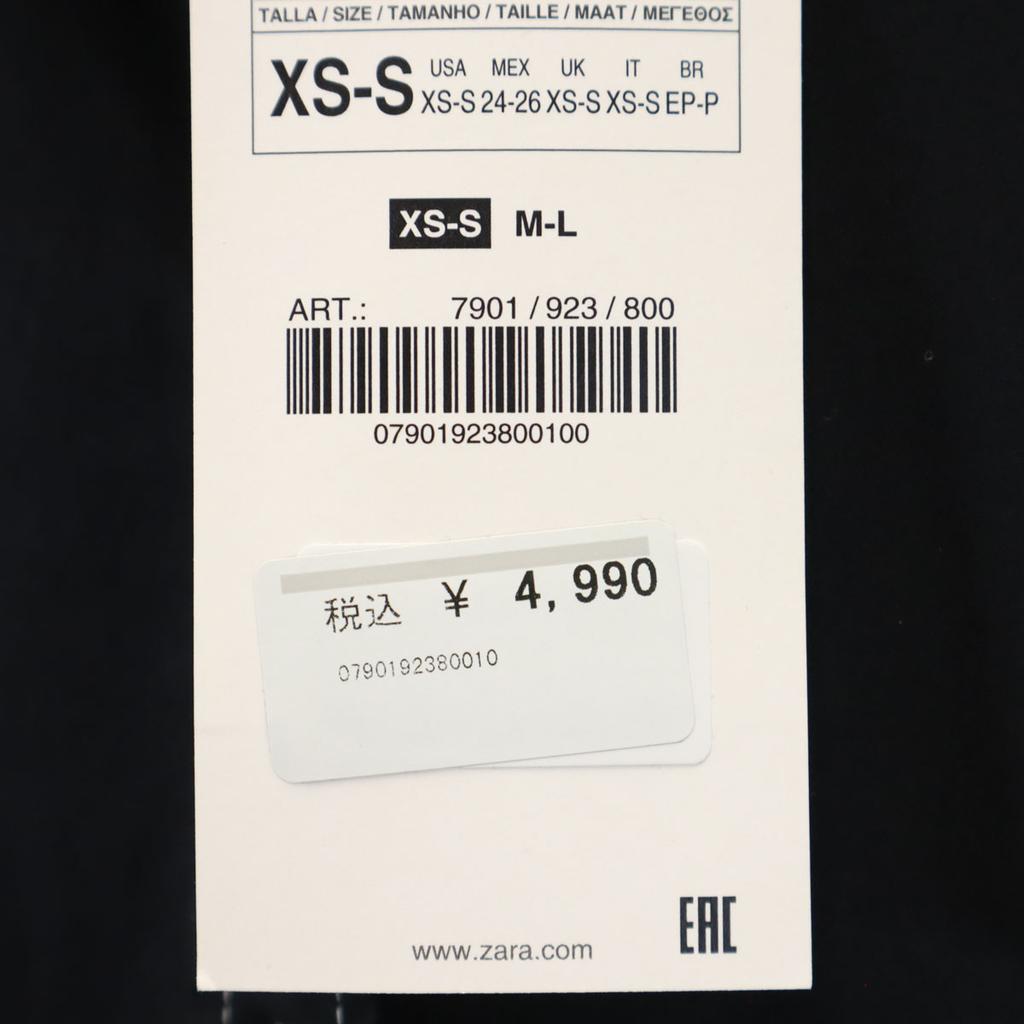 TALLA / SIZE / TAMANHO / TAILLE / MAAT / ΜΕΓΕΘΟΣ
XS-S USA MEX UK IT BR
XS-S 24-26 XS-S XS-S EP-P
XS-S M-L
ART.: 7901 / 923 / 800
07901923800100
税込 ¥ 4,990
0790192380010
www.zara.com
EAC